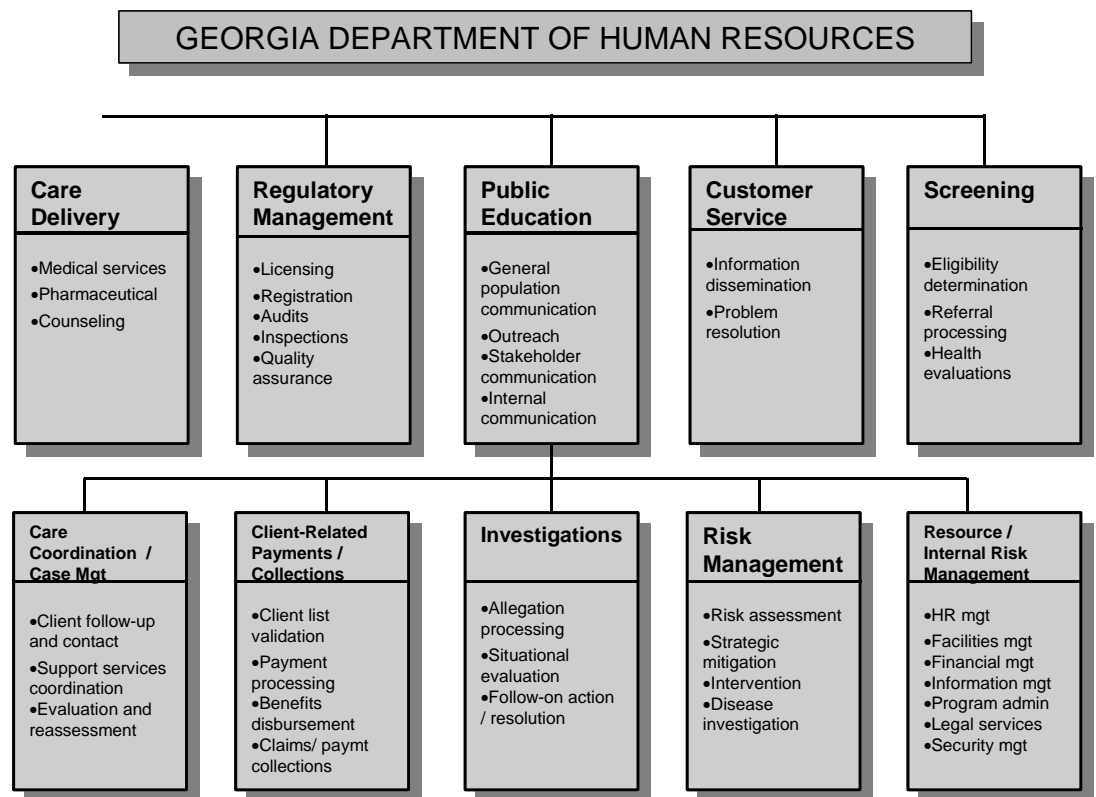 GEORGIA DEPARTMENT OF HUMAN RESOURCES
Care
Delivery
•Medical services
•Pharmaceutical
•Counseling
Regulatory
Management
•Licensing
•Registration
•Audits
•Inspections
•Quality
assurance
Public
Education
•General
population
communication
•Outreach
•Stakeholder
communication
•Internal
communication
Customer
Service
•Information
dissemination
•Problem
resolution
Screening
•Eligibility
determination
•Referral
processing
•Health
evaluations
Care
Coordination /
Case Mgt
•Client follow-up
and contact
•Support services
coordination
•Evaluation and
reassessment
Client-Related
Payments /
Collections
•Client list
validation
•Payment
processing
•Benefits
disbursement
•Claims/ paymt
collections
Investigations
•Allegation
processing
•Situational
evaluation
•Follow-on action
/ resolution
Risk
Management
•Risk assessment
•Strategic
mitigation
•Intervention
•Disease
investigation
Resource /
Internal Risk
Management
•HR mgt
•Facilities mgt
•Financial mgt
•Information mgt
•Program admin
•Legal services
•Security mgt